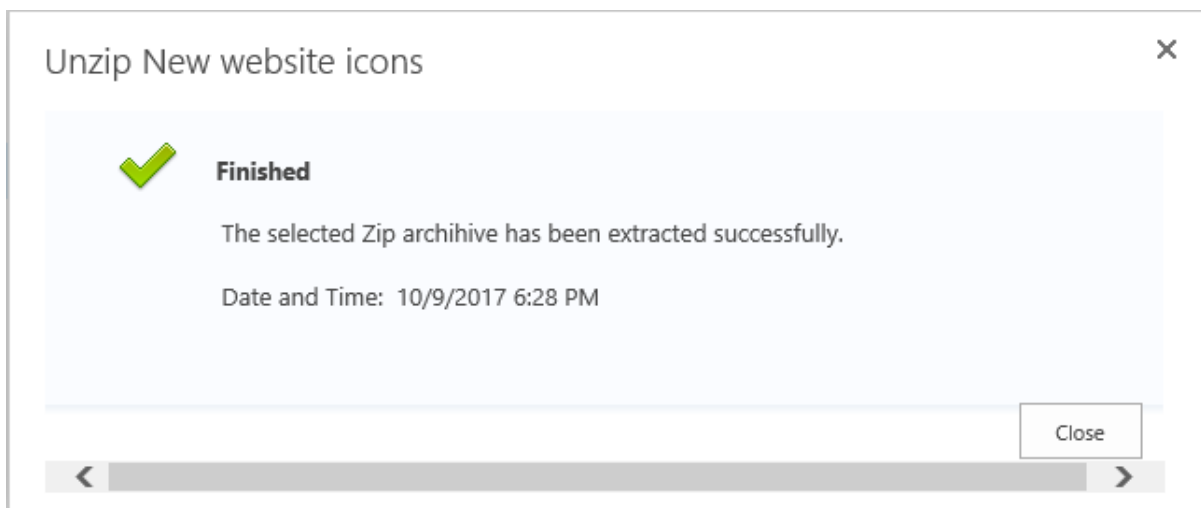 Unzip New website icons
Finished
The selected Zip archihive has been extracted successfully.
Date and Time: 10/9/2017 6:28 PM
Close